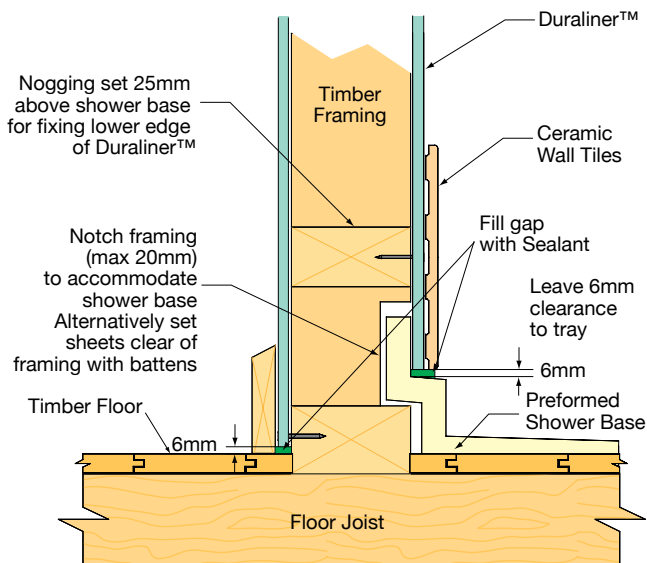 Duraliner™
Nogging set 25mm
above shower base
for fixing lower edge
of Duraliner™
Timber
Framing
Ceramic
Wall Tiles
Notch framing
(max 20mm)
to accommodate
shower base
Alternatively set
sheets clear of
framing with battens
Fill gap
with Sealant
Leave 6mm
clearance
to tray
6mm
Preformed
Shower Base
Timber Floor
6mm
Floor Joist